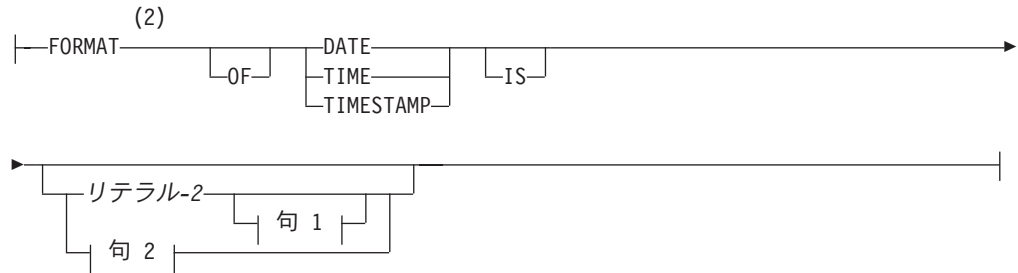 (2)
FORMAT DATE
OF TIME IS
TIMESTAMP
リテラル-2
句 1
句 2